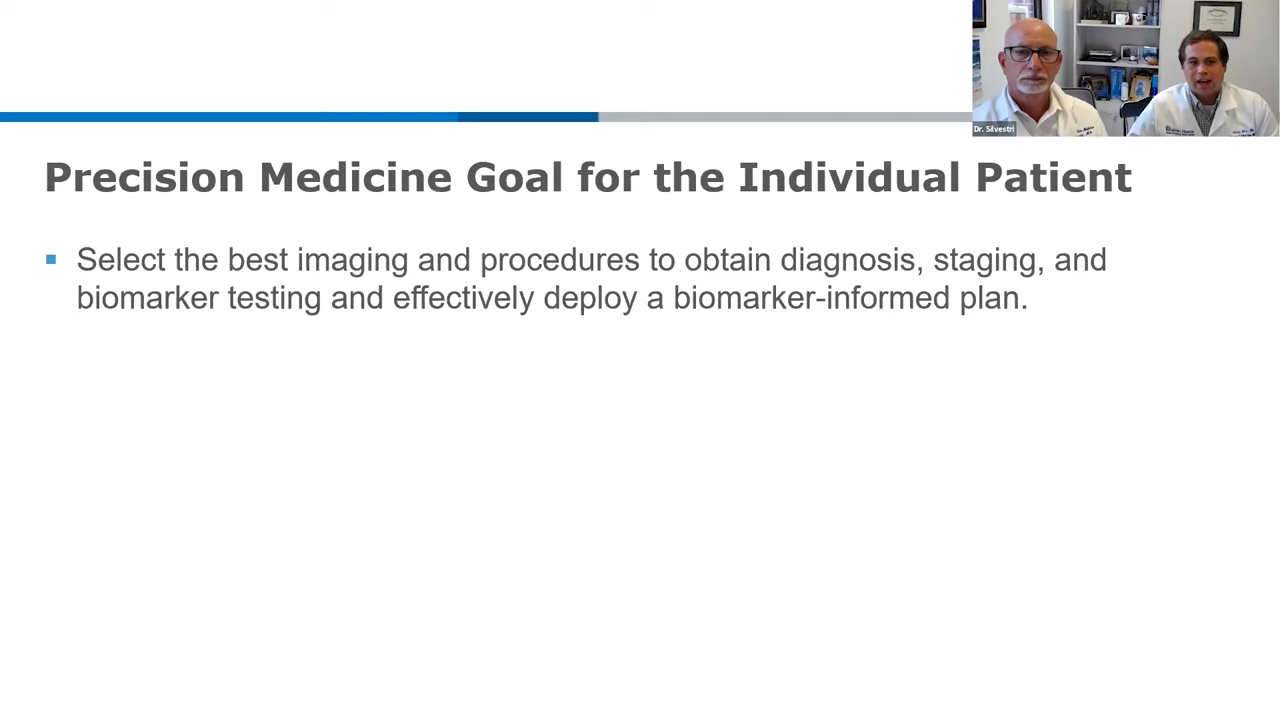 Dr. Silvestri
Precision Medicine Goal for the Individual Patient
▪ Select the best imaging and procedures to obtain diagnosis, staging, and
biomarker testing and effectively deploy a biomarker-informed plan.